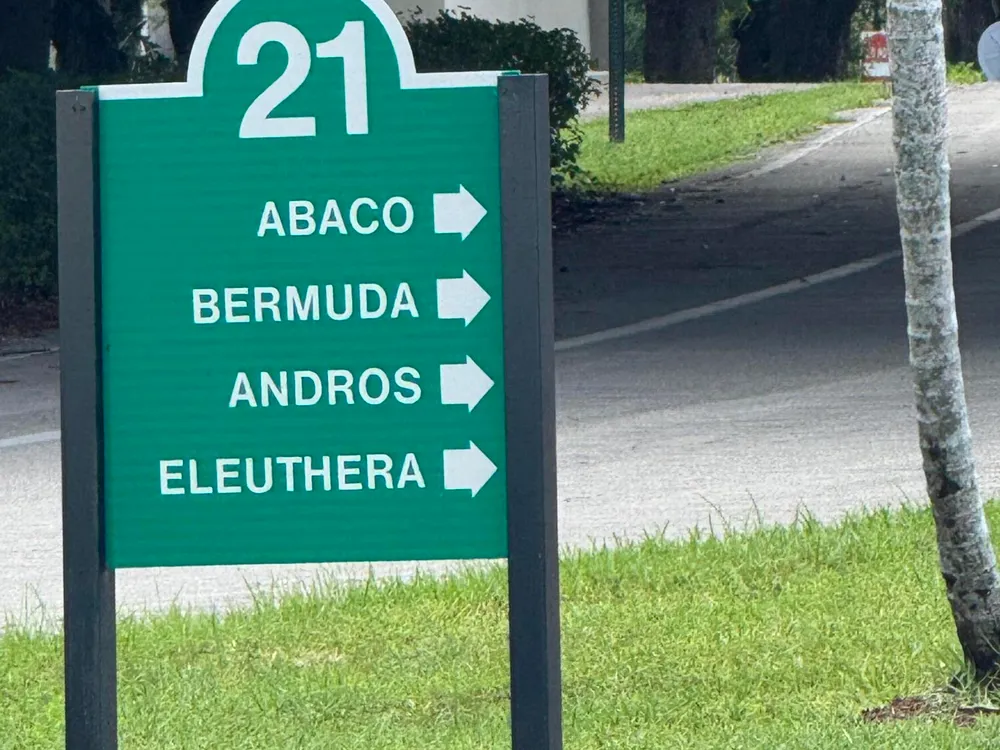 21
ABACO
BERMUDA
ANDROS
ELEUTHERA